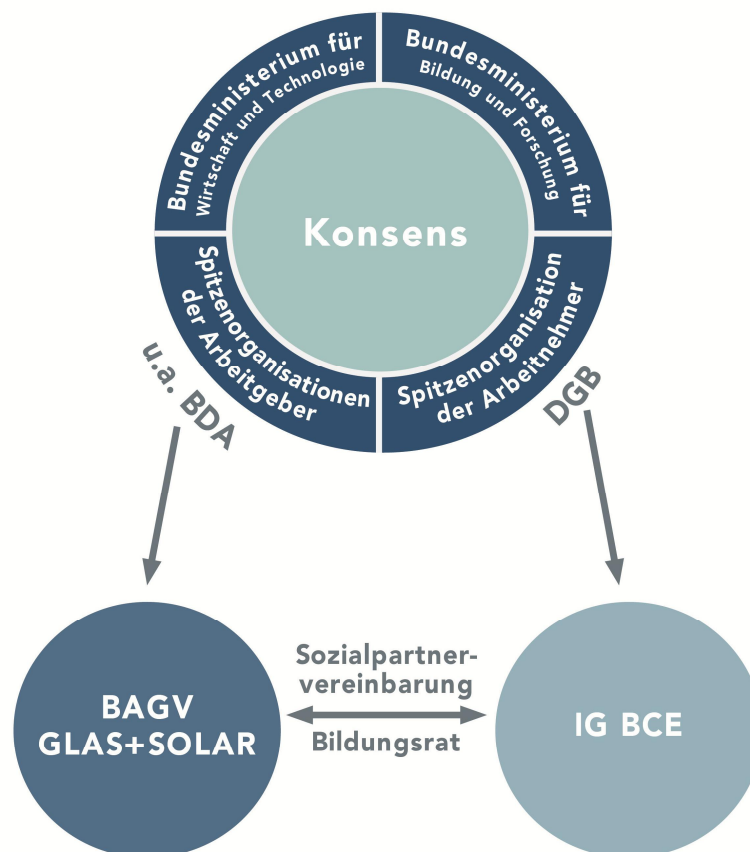 Bundesministerium für
Wirtschaft und Technologie
Bundesministerium für
Bildung und Forschung
Konsens
Spitzenorganisationen
der Arbeitgeber
Spitzenorganisation
der Arbeitnehmer
u.a. BDA
DGB
Sozialpartner-
vereinbarung
BAGV
GLAS+SOLAR
Bildungsrat
IG BCE